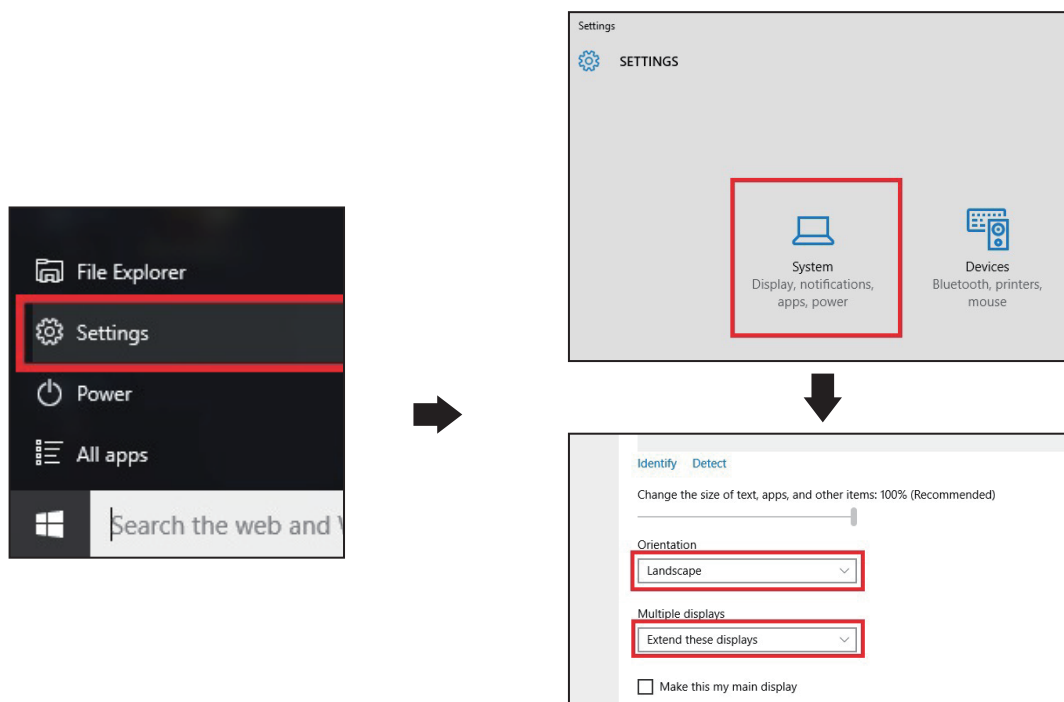 File Explorer
Settings
Power
All apps
Search the web and
Settings
SETTINGS
System
Display, notifications,
apps, power
Devices
Bluetooth, printers,
mouse
Identify Detect
Change the size of text, apps, and other items: 100% (Recommended)
Orientation
Landscape
Multiple displays
Extend these displays
Make this my main display